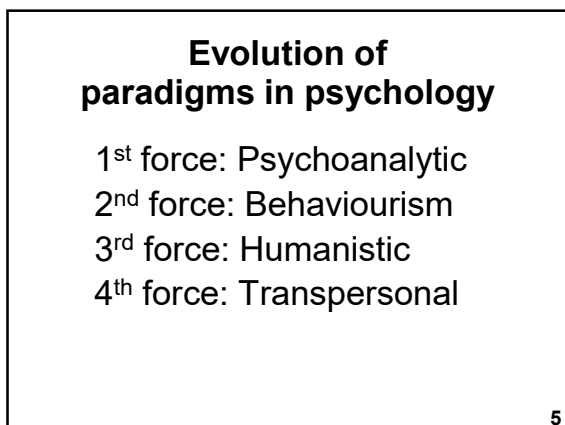 Evolution of
paradigms in psychology
1st force: Psychoanalytic
2nd force: Behaviourism
3rd force: Humanistic
4th force: Transpersonal
5